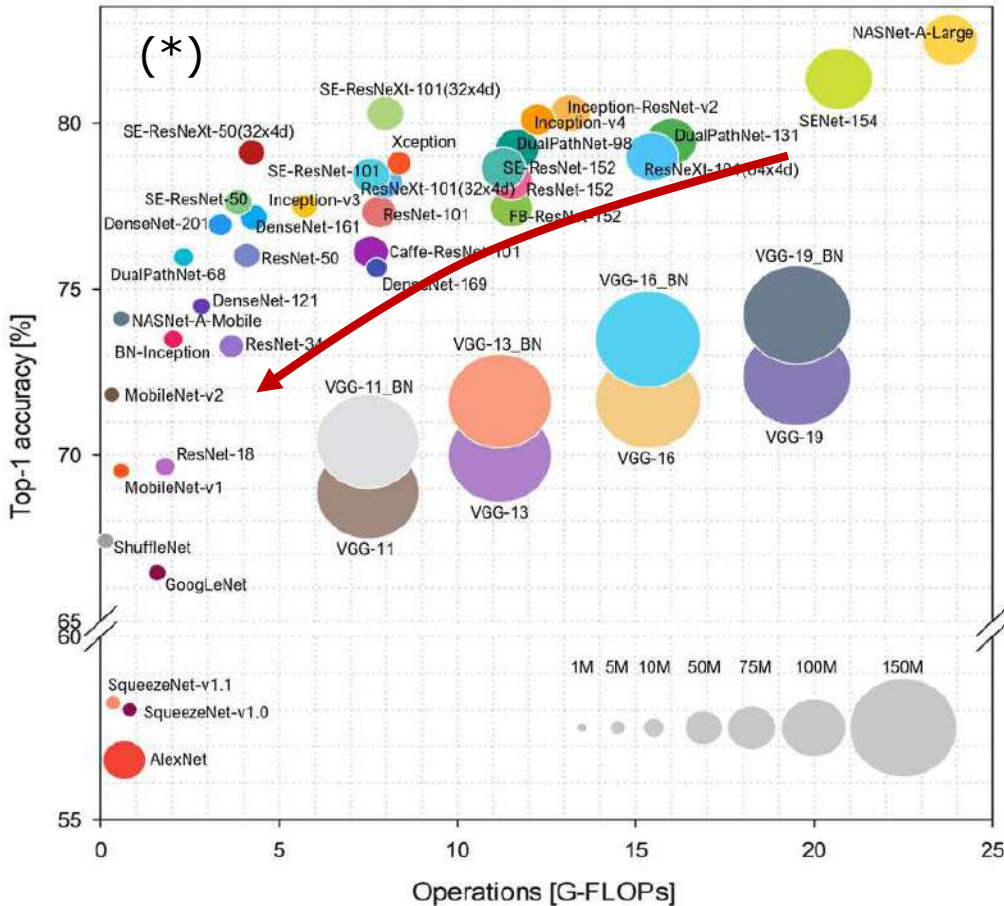 (*)
NASNet-A-Large
SE-ResNeXt-101(32x4d)
Inception-ResNet-v2
SENet-154
80
Inception-v4
SE-ResNeXt-50(32x4d)
Xception
DualPathNet-98
DualPathNet-131
SE-ResNet-101
SE-ResNet-152
ResNeXt-101(64x4d)
ResNeXt-101(32x4d)
ResNet-152
SE-ResNet-50
Inception-v3
ResNet-101
FB-ResNet-152
DenseNet-201
DenseNet-161
ResNet-50
Caffe-ResNet-101
VGG-19_BN
DualPathNet-68
DenseNet-169
VGG-16_BN
75
DenseNet-121
NASNet-A-Mobile
BN-Inception
ResNet-34
VGG-13_BN
MobileNet-v2
VGG-11_BN
VGG-19
70
ResNet-18
VGG-16
MobileNet-v1
VGG-13
VGG-11
ShuffleNet
GoogLeNet
65
60
1M 5M 10M 50M 75M 100M 150M
SqueezeNet-v1.1
SqueezeNet-v1.0
AlexNet
55
0 5 10 15 20 25
Operations [G-FLOPs]
Top-1 accuracy [%]